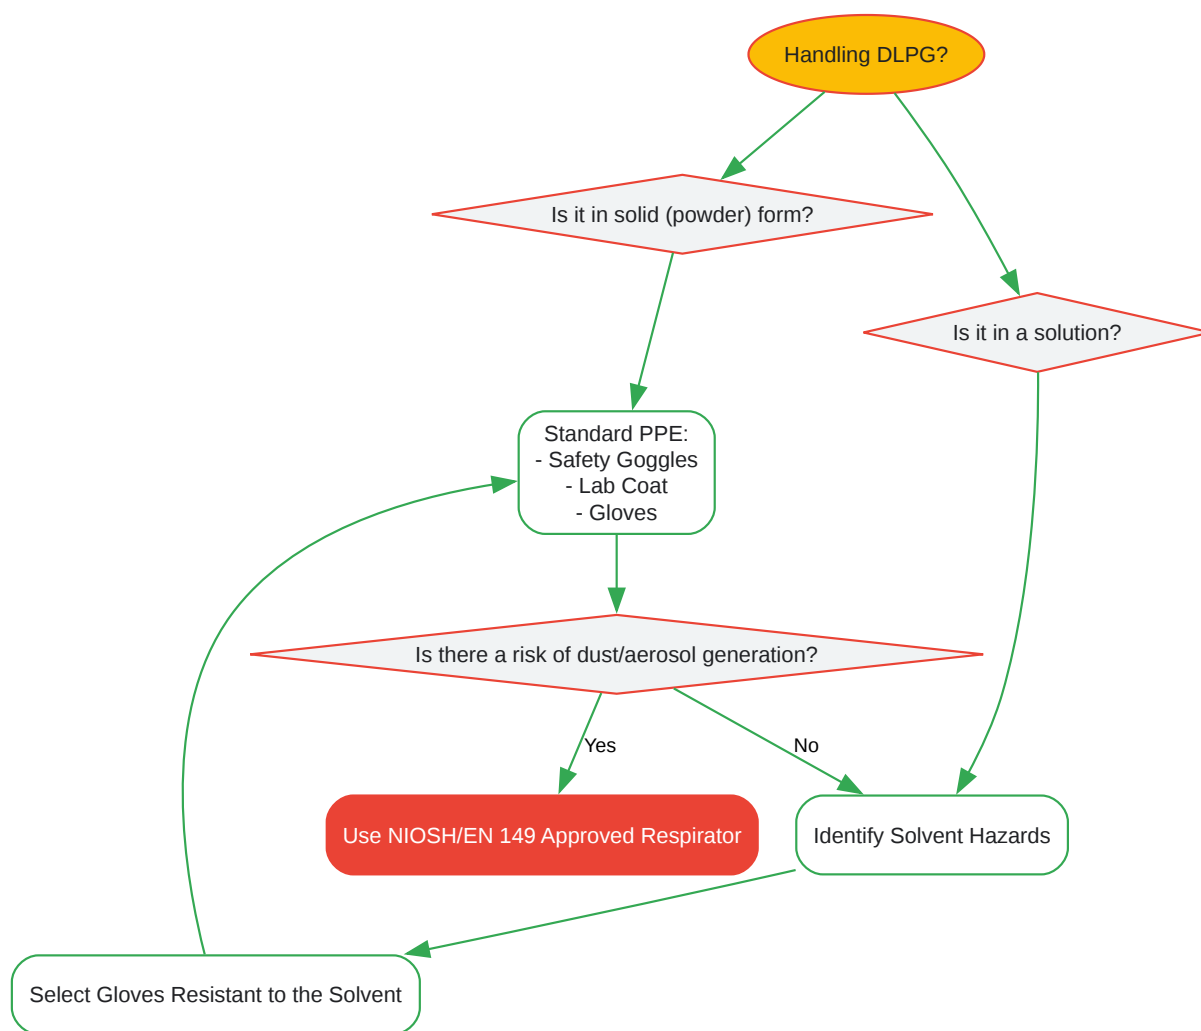 Handling DLPG?
Is it in solid (powder) form?
Is it in a solution?
Standard PPE:
- Safety Goggles
- Lab Coat
- Gloves
Is there a risk of dust/aerosol generation?
Yes
No
Use NIOSH/EN 149 Approved Respirator
Identify Solvent Hazards
Select Gloves Resistant to the Solvent